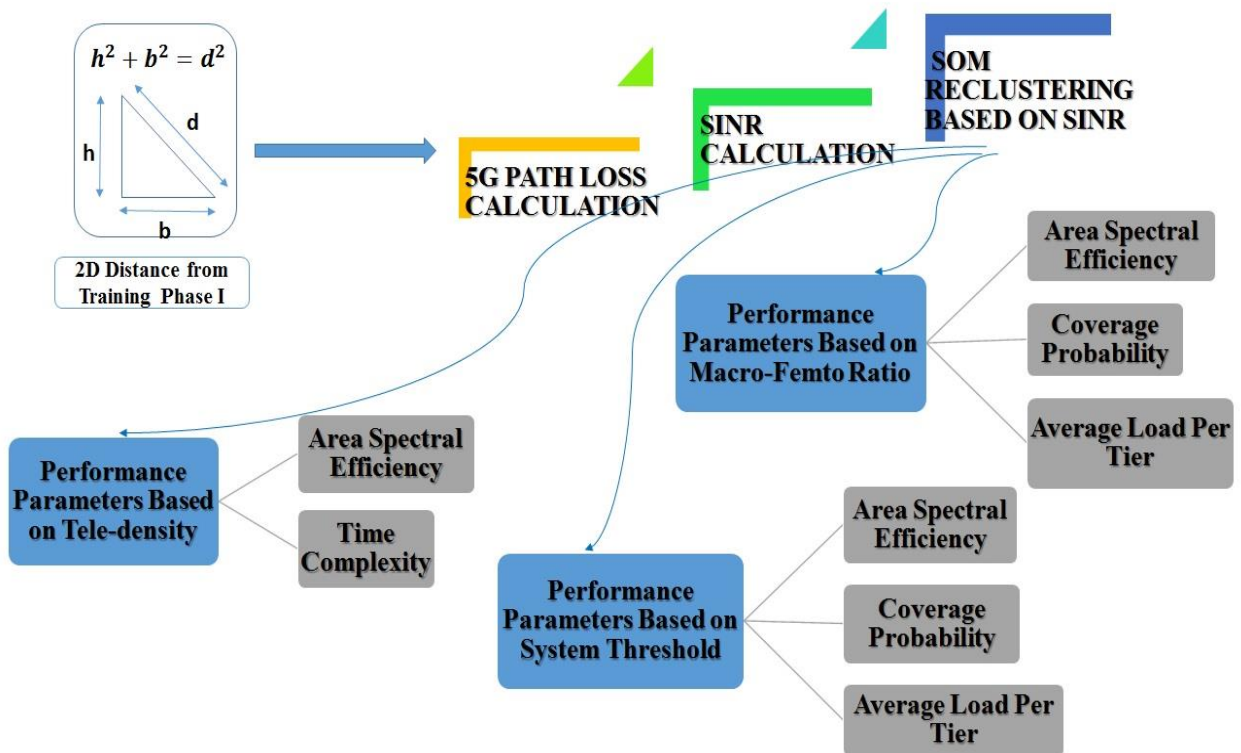 h² + b² = d²
d
h
b
2D Distance from
Training Phase I
5G PATH LOSS
CALCULATION
SINR
CALCULATION
SOM
RECLUSTERING
BASED ON SINR
Performance
Parameters Based on
Macro-Femto Ratio
Area Spectral
Efficiency
Coverage
Probability
Average Load Per
Tier
Performance
Parameters Based
on Tele-density
Area Spectral
Efficiency
Time
Complexity
Performance
Parameters Based on
System Threshold
Area Spectral
Efficiency
Coverage
Probability
Average Load Per
Tier